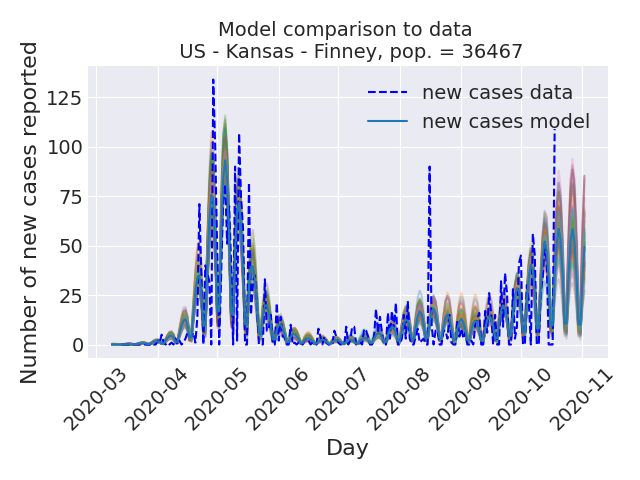 Model comparison to data
US - Kansas - Finney, pop. = 36467
Number of new cases reported
125
100
75
50
25
0
new cases data
new cases model
2020-03
2020-04
2020-05
2020-06
2020-07
2020-08
2020-09
2020-10
2020-11
Day